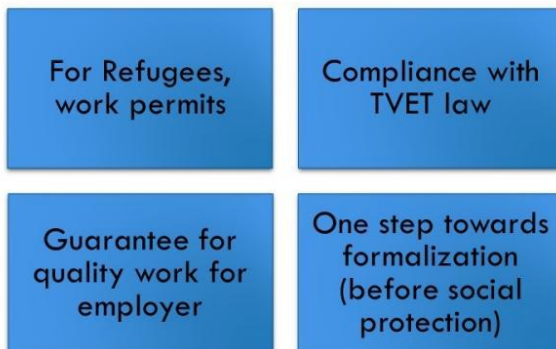 For Refugees,
work permits
Compliance with
TVET law
Guarantee for
quality work for
employer
One step towards
formalization
(before social
protection)